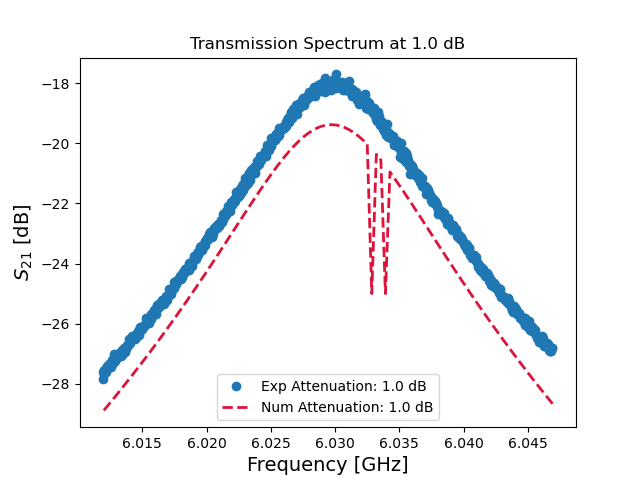 Transmission Spectrum at 1.0 dB
−18
−20
−22
−24
−26
−28
S21 [dB]
Exp Attenuation: 1.0 dB
Num Attenuation: 1.0 dB
6.015 6.020 6.025 6.030 6.035 6.040 6.045
Frequency [GHz]